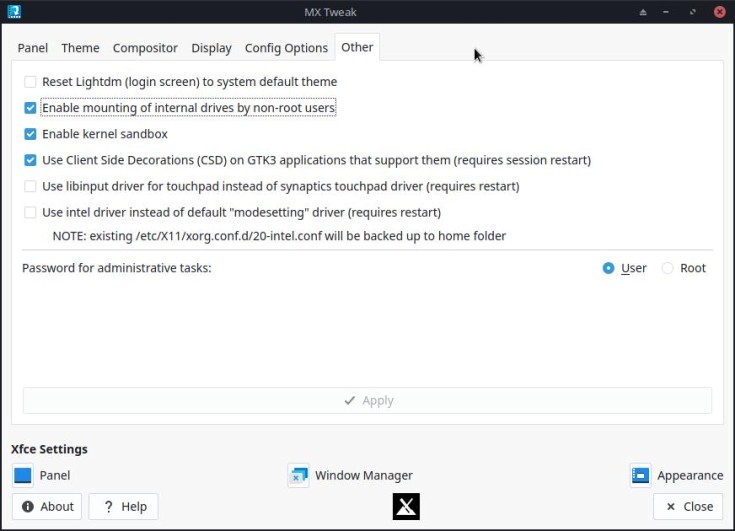 MX Tweak
Panel Theme Compositor Display Config Options Other
Reset Lightdm (login screen) to system default theme
Enable mounting of internal drives by non-root users
Enable kernel sandbox
Use Client Side Decorations (CSD) on GTK3 applications that support them (requires session restart)
Use libinput driver for touchpad instead of synaptics touchpad driver (requires restart)
Use intel driver instead of default "modesetting" driver (requires restart)
NOTE: existing /etc/X11/xorg.conf.d/20-intel.conf will be backed up to home folder
Password for administrative tasks: User Root
Apply
Xfce Settings
Panel Window Manager Appearance
About Help Close